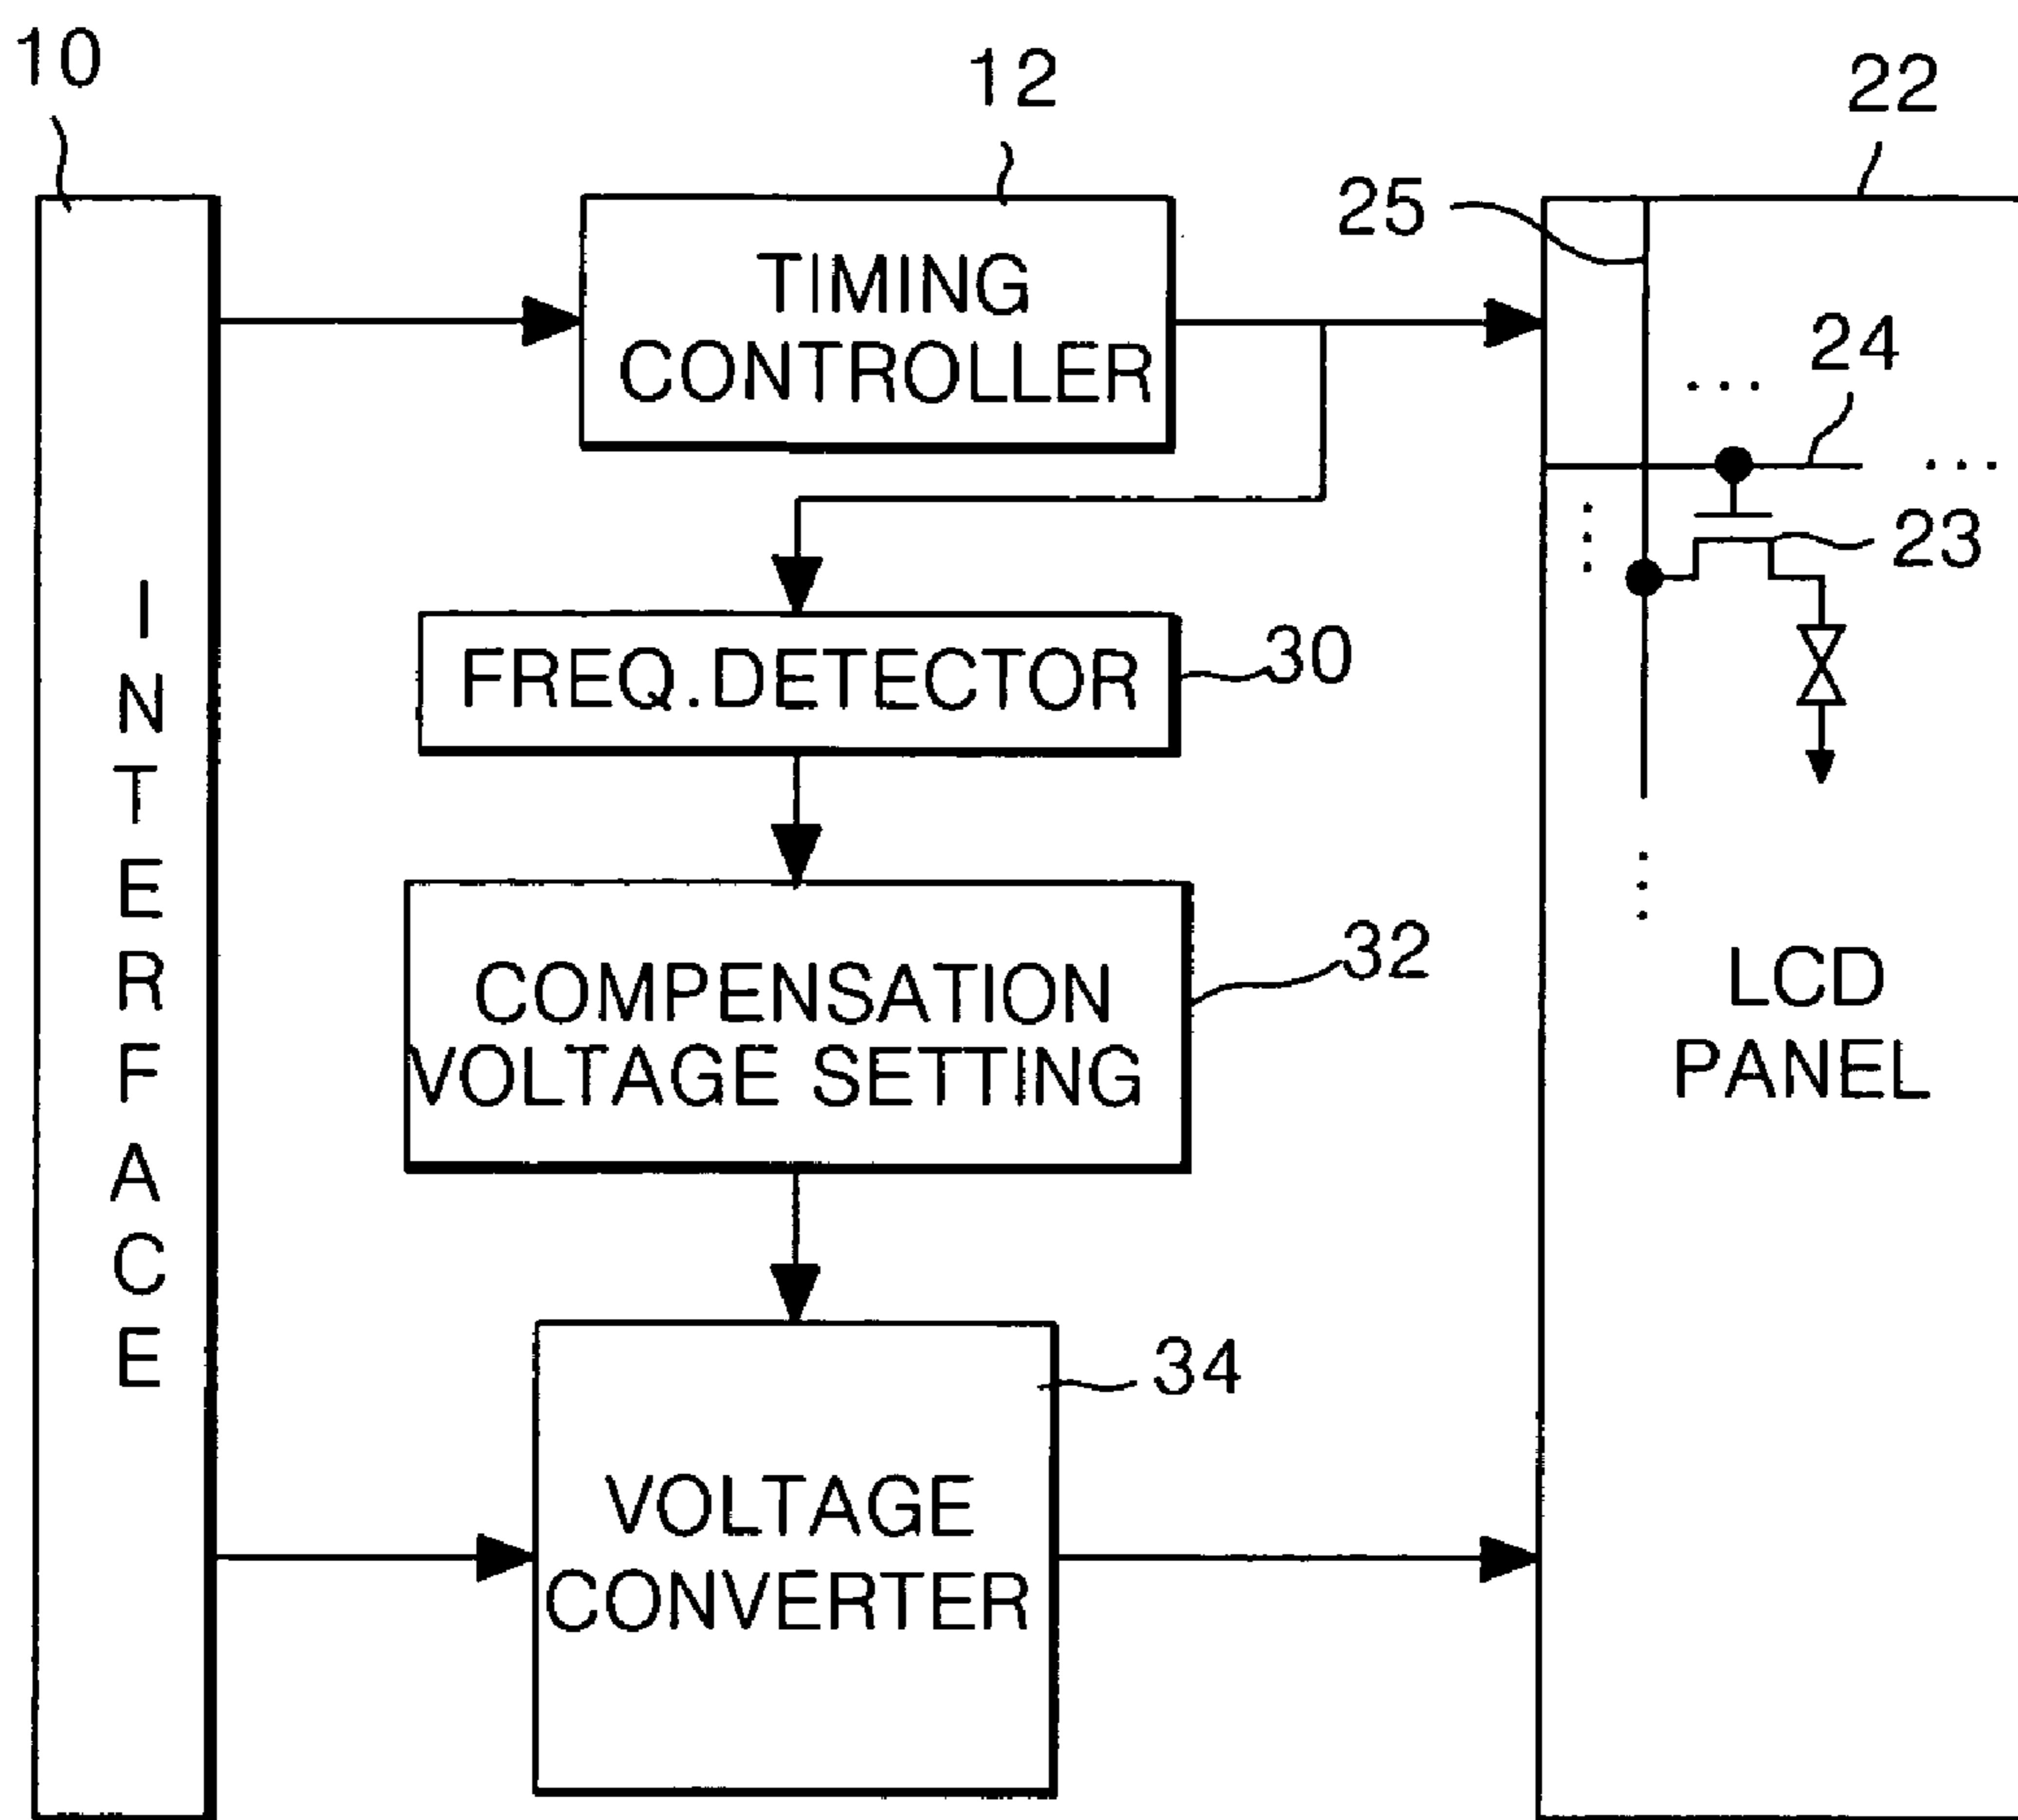 10
12
22
25
TIMING
CONTROLLER
24
23
FREQ.DETECTOR
30
INTERFACE
32
COMPENSATION
VOLTAGE SETTING
LCD
PANEL
34
VOLTAGE
CONVERTER